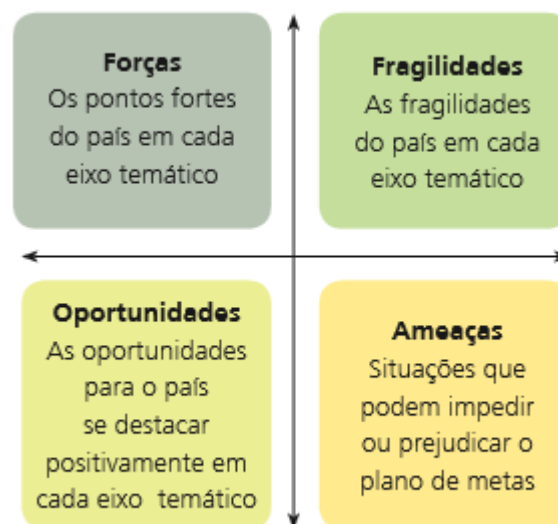 Forças
Os pontos fortes
do país em cada
eixo temático
Fragilidades
As fragilidades
do país em cada
eixo temático
Oportunidades
As oportunidades
para o país
se destacar
positivamente em
cada eixo temático
Ameaças
Situações que
podem impedir
ou prejudicar o
plano de metas